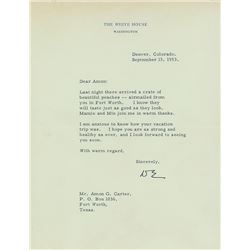 THE WHITE HOUSE
WASHINGTON
Denver, Colorado,
September 15, 1953.
Dear Amon:
Last night there arrived a crate of
beautiful peaches -- airmailed from
you in Fort Worth. I know they
will taste just as good as they look.
Mamie and Min join me in warm thanks.
I am anxious to know how your vacation
trip was. I hope you are as strong and
healthy as ever, and I look forward to seeing
you soon.
With warm regard,
Sincerely,
DE
Mr. Amon G. Carter,
P. O. Box 1036,
Fort Worth,
Texas.